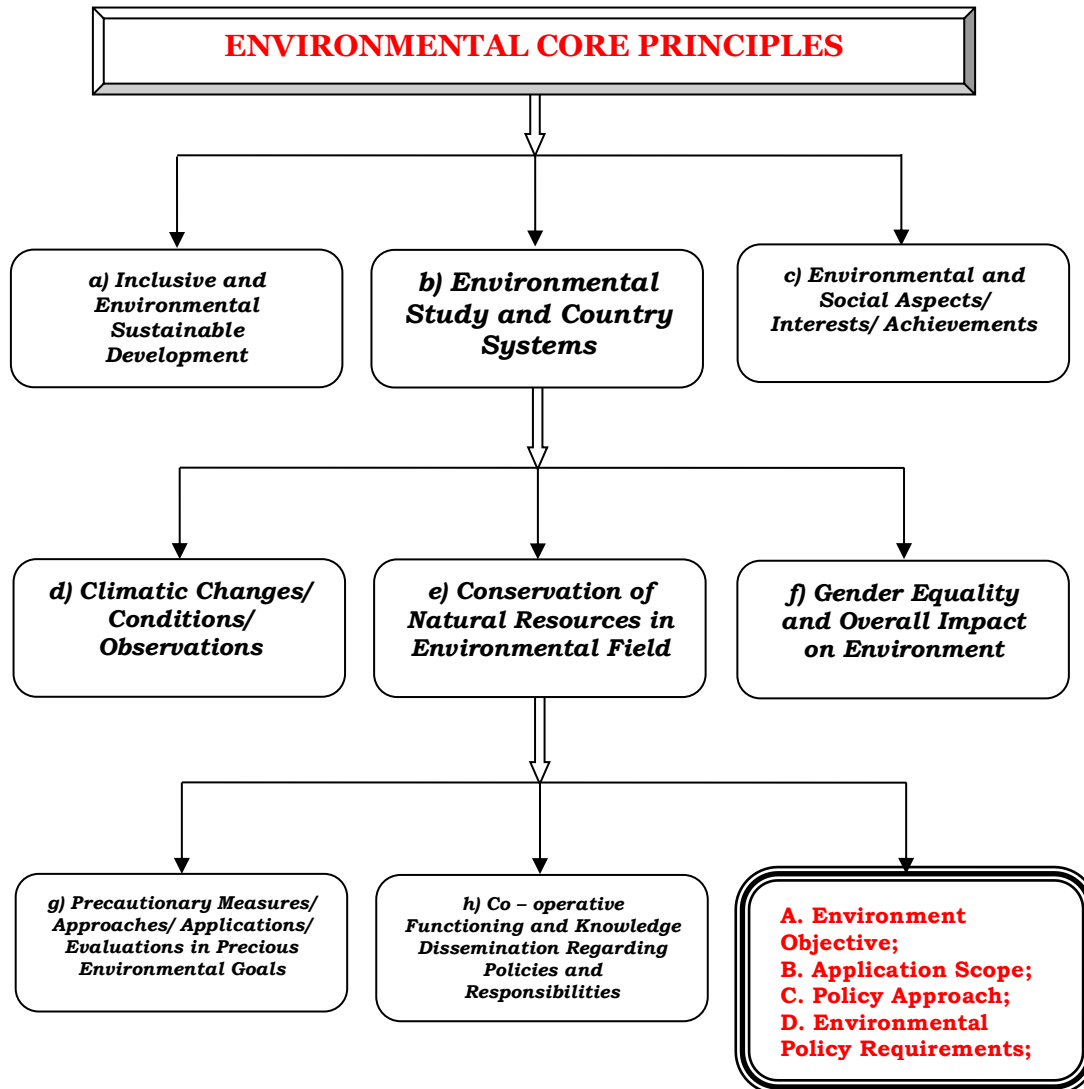 ENVIRONMENTAL CORE PRINCIPLES
a) Inclusive and
Environmental
Sustainable
Development
b) Environmental
Study and Country
Systems
c) Environmental and
Social Aspects/
Interests/ Achievements
d) Climatic Changes/
Conditions/
Observations
e) Conservation of
Natural Resources in
Environmental Field
f) Gender Equality
and Overall Impact
on Environment
g) Precautionary Measures/
Approaches/ Applications/
Evaluations in Precious
Environmental Goals
h) Co – operative
Functioning and Knowledge
Dissemination Regarding
Policies and
Responsibilities
A. Environment
Objective;
B. Application Scope;
C. Policy Approach;
D. Environmental
Policy Requirements;